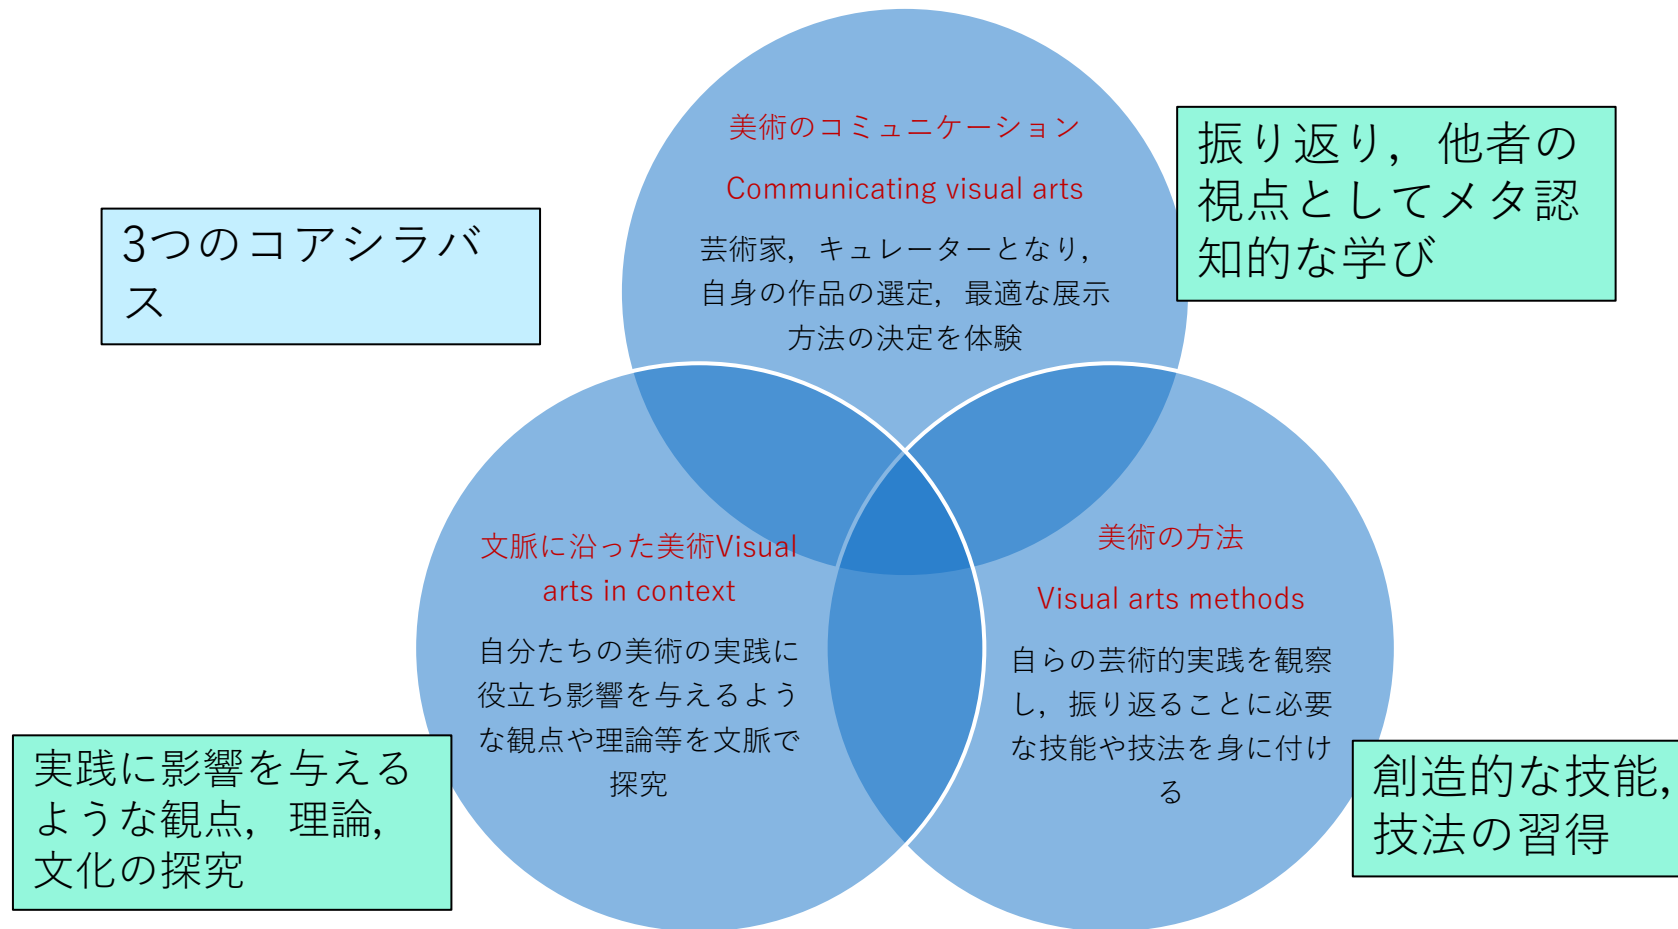 美術のコミュニケーション
Communicating visual arts
芸術家，キュレーターとなり，
自身の作品の選定，最適な展示
方法の決定を体験
振り返り，他者の
視点としてメタ認
知的な学び
3つのコアシラバ
ス
文脈に沿った美術Visual
arts in context
自分たちの美術の実践に
役立ち影響を与えるよう
な観点や理論等を文脈で
探究
美術の方法
Visual arts methods
自らの芸術的実践を観察
し，振り返ることに必要
な技能や技法を身に付け
る
実践に影響を与える
ような観点，理論，
文化の探究
創造的な技能，
技法の習得